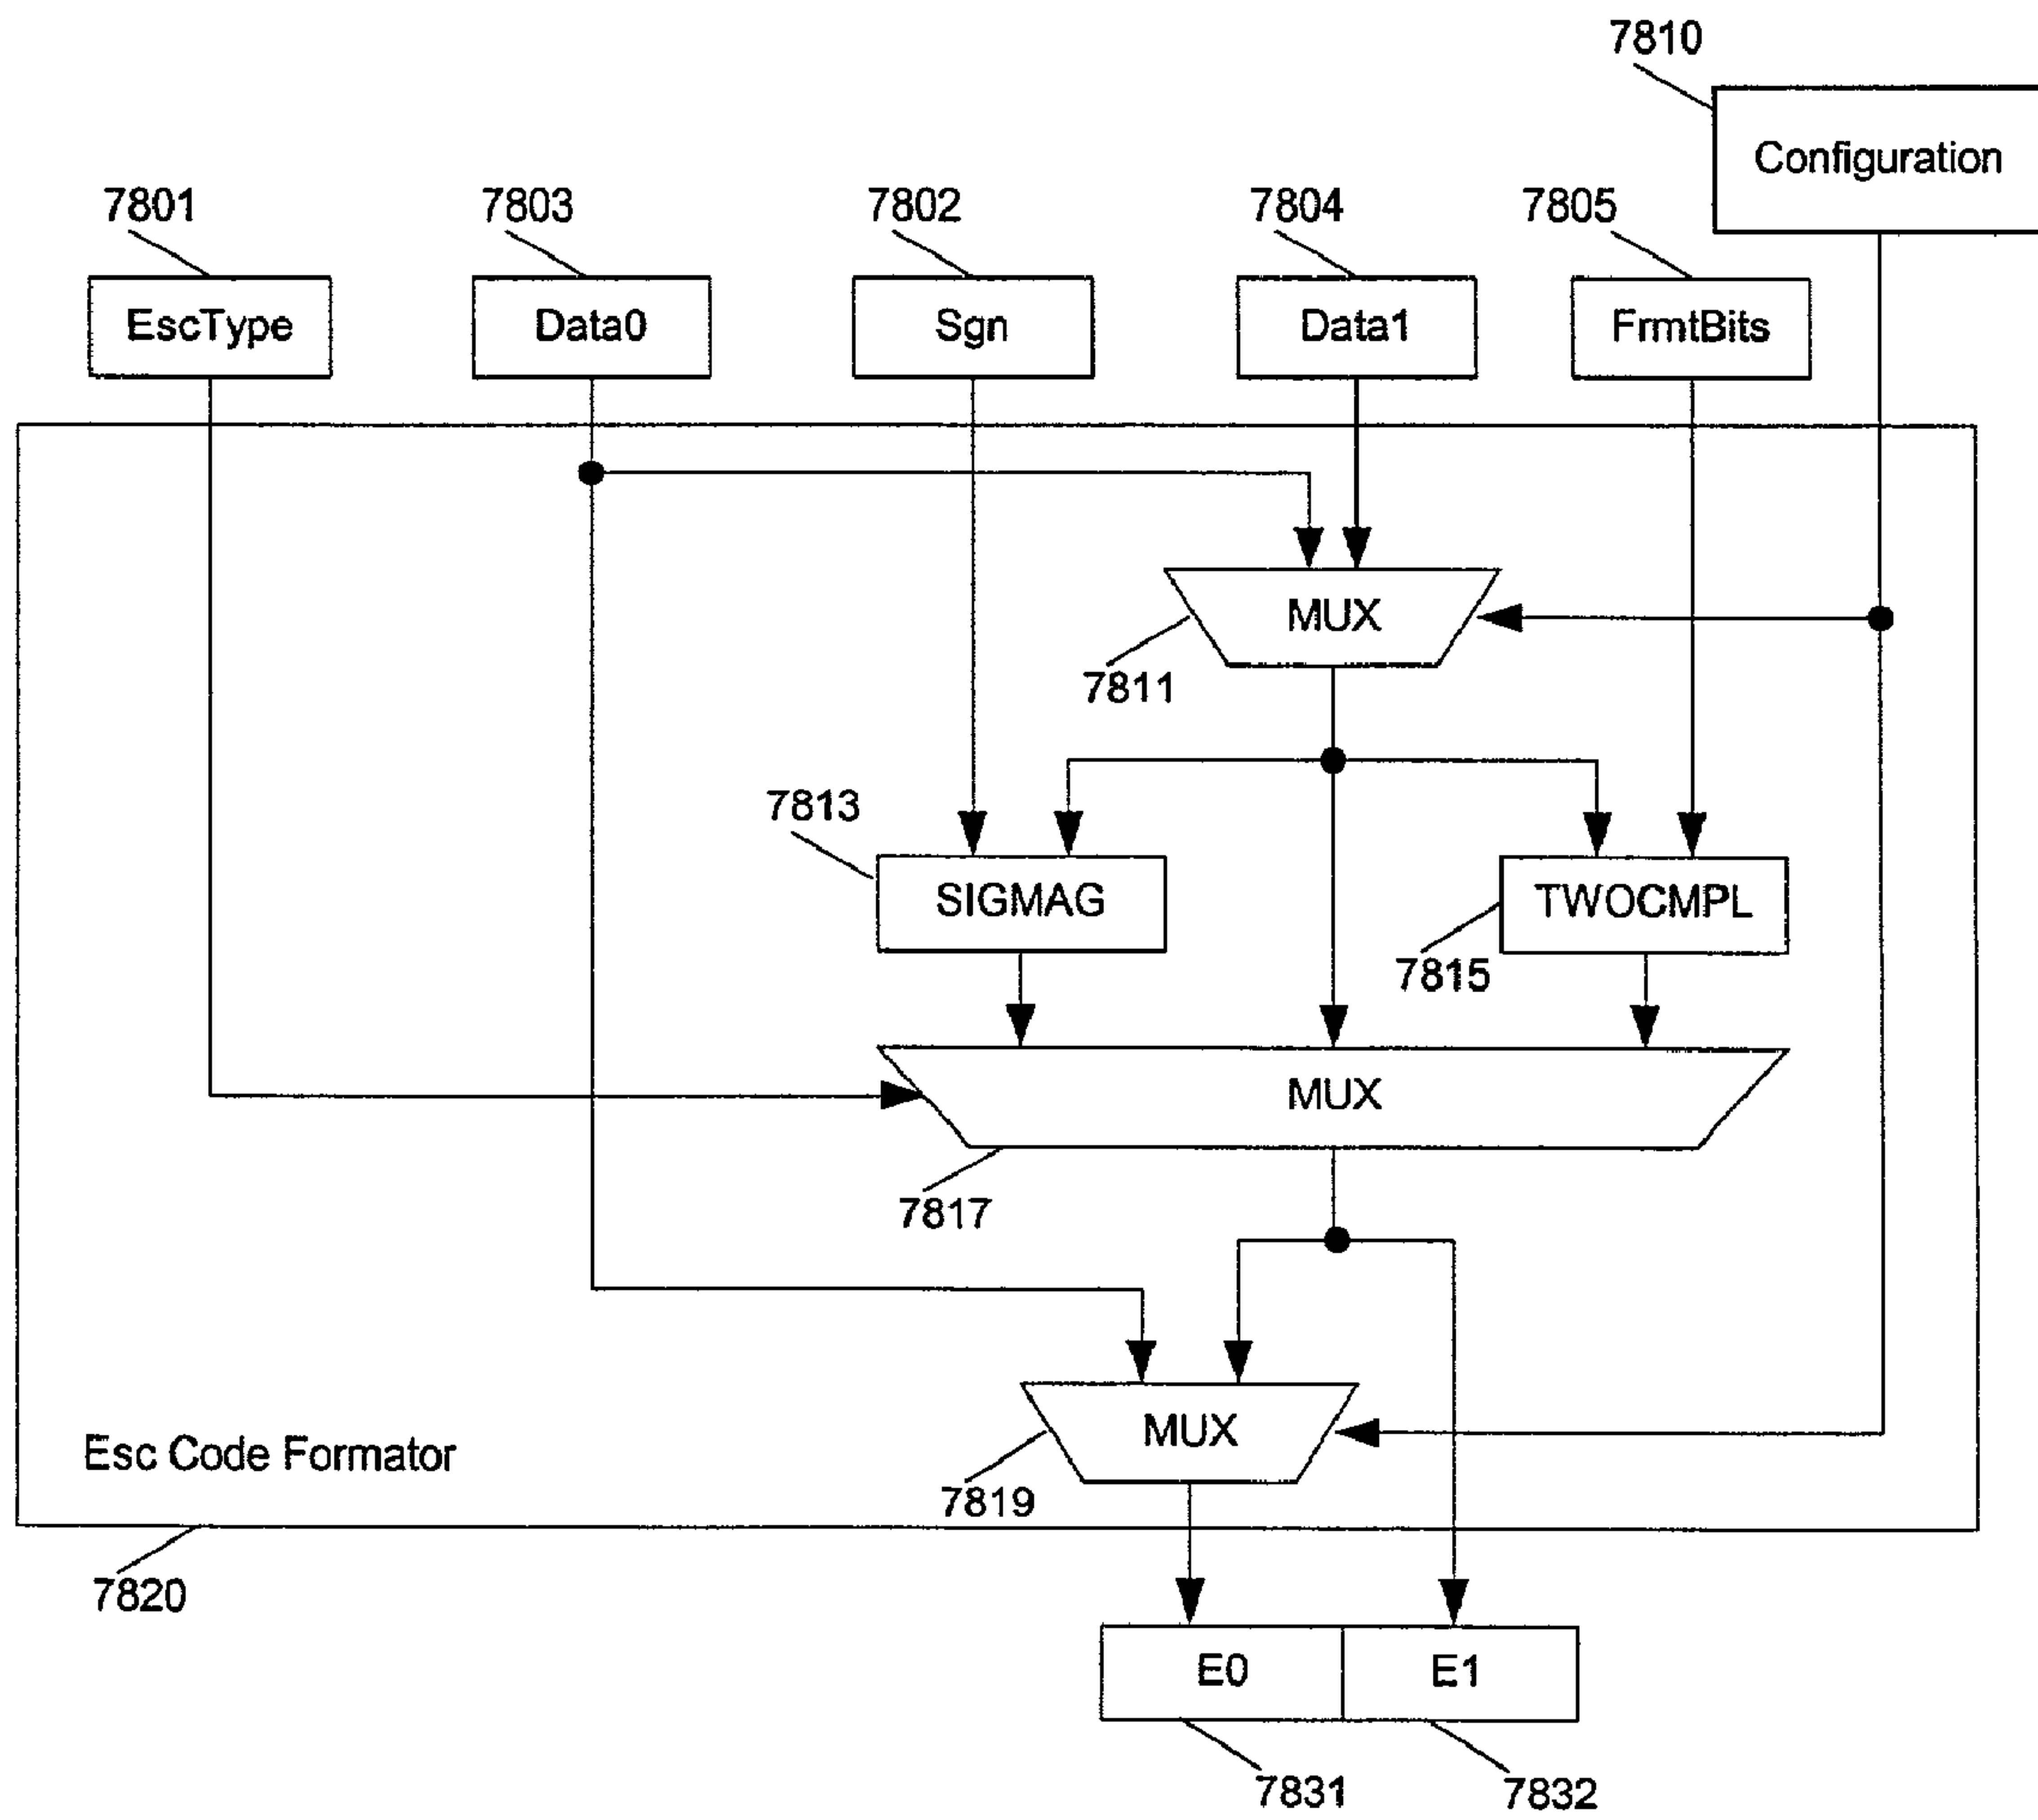 7810
Configuration
7801
7803
7802
7804
7805
EscType
Data0
Sgn
Data1
FrmtBits
MUX
7811
7813
SIGMAG
TWOCMPL
7815
MUX
7817
MUX
Esc Code Formator
7819
7820
E0
E1
7831
7832